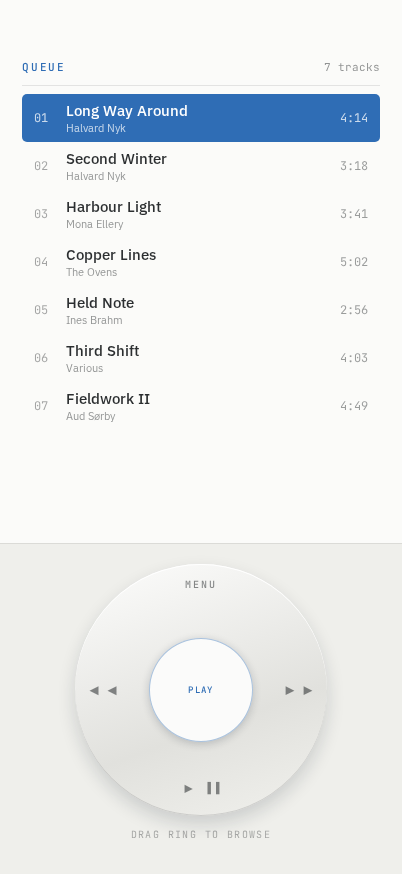 QUEUE 7 tracks
01 Long Way Around 4:14
Halvard Nyk
02 Second Winter 3:18
Halvard Nyk
03 Harbour Light 3:41
Mona Ellery
04 Copper Lines 5:02
The Ovens
05 Held Note 2:56
Ines Brahm
06 Third Shift 4:03
Various
07 Fieldwork II 4:49
Aud Sørby
MENU
PLAY
DRAG RING TO BROWSE